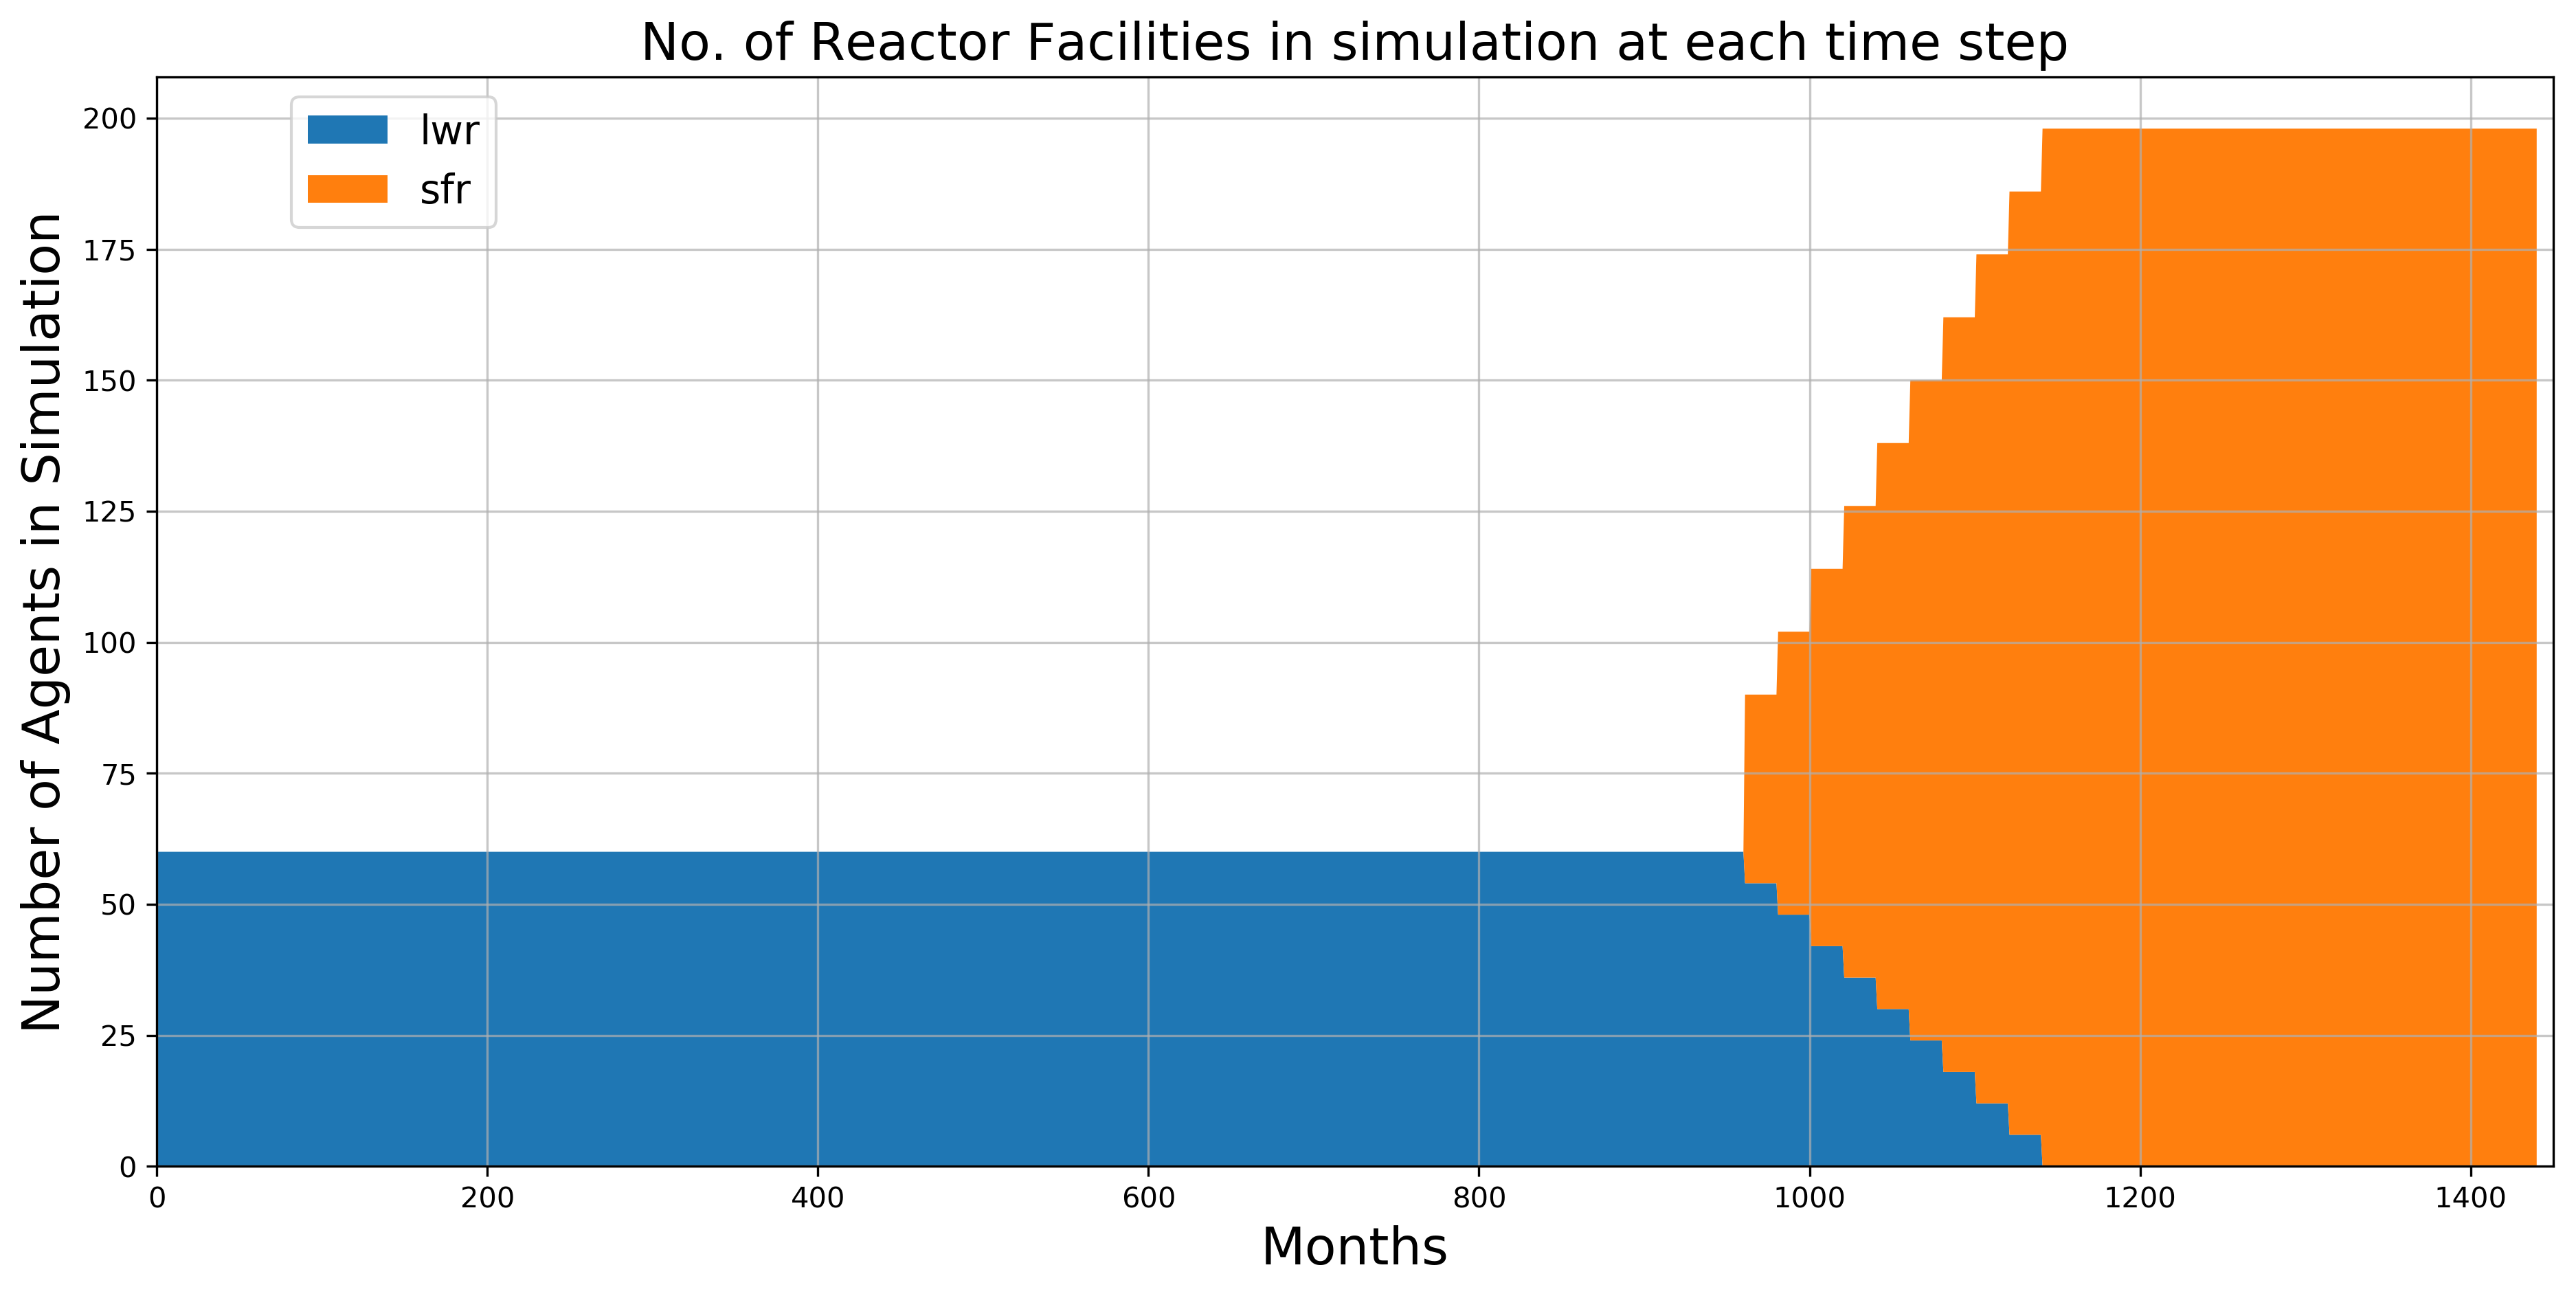 No. of Reactor Facilities in simulation at each time step
lwr
sfr
Number of Agents in Simulation
200
175
150
125
100
75
50
25
0
0 200 400 600 800 1000 1200 1400
Months